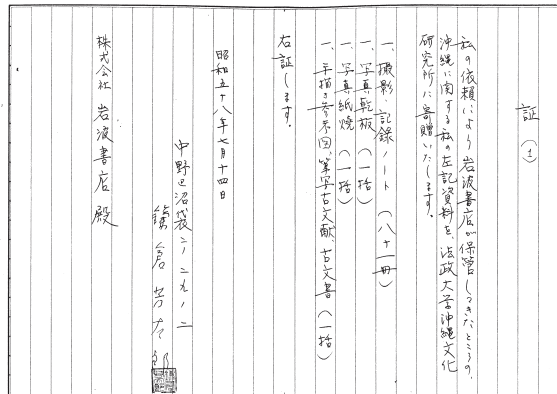 証(1)
私の依頼により岩波書店が保管してきたところの、
沖縄に関する私の左記資料を、法政大学沖縄文化
研究所に寄贈いたします。
一、撮影・記録ノート(八十一冊)
一、写真乾板(一括)
一、写真紙焼(一括)
一、手描き参考図、筆写古文献、古文書(一括)
右証します。
昭和五十八年七月十四日
中野区沼袋二ノ二九ノ二
鎌倉芳太郎
株式会社 岩波書店 殿